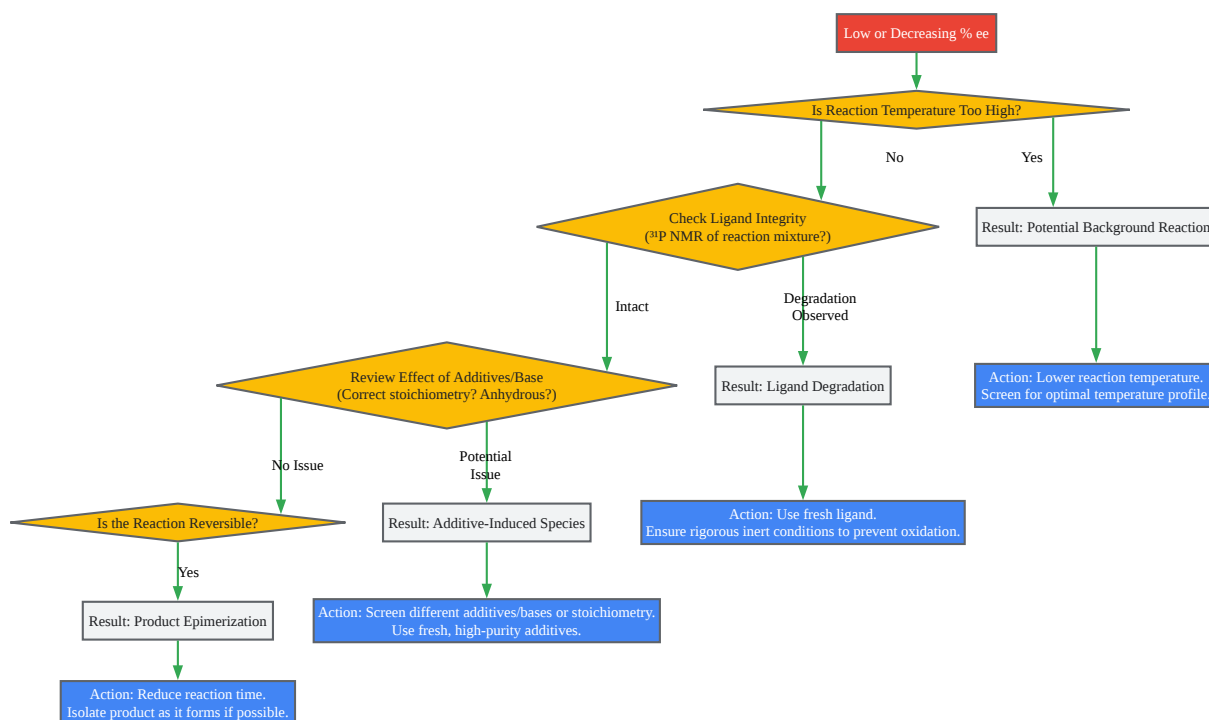 Low or Decreasing % ee
Is Reaction Temperature Too High?
No
Yes
Check Ligand Integrity
(³¹P NMR of reaction mixture?)
Result: Potential Background Reaction
Intact
Degradation
Observed
Review Effect of Additives/Base
(Correct stoichiometry? Anhydrous?)
Result: Ligand Degradation
Action: Lower reaction temperature.
Screen for optimal temperature profile.
No Issue
Potential
Issue
Is the Reaction Reversible?
Result: Additive-Induced Species
Action: Use fresh ligand.
Ensure rigorous inert conditions to prevent oxidation.
Yes
Result: Product Epimerization
Action: Screen different additives/bases or stoichiometry.
Use fresh, high-purity additives.
Action: Reduce reaction time.
Isolate product as it forms if possible.